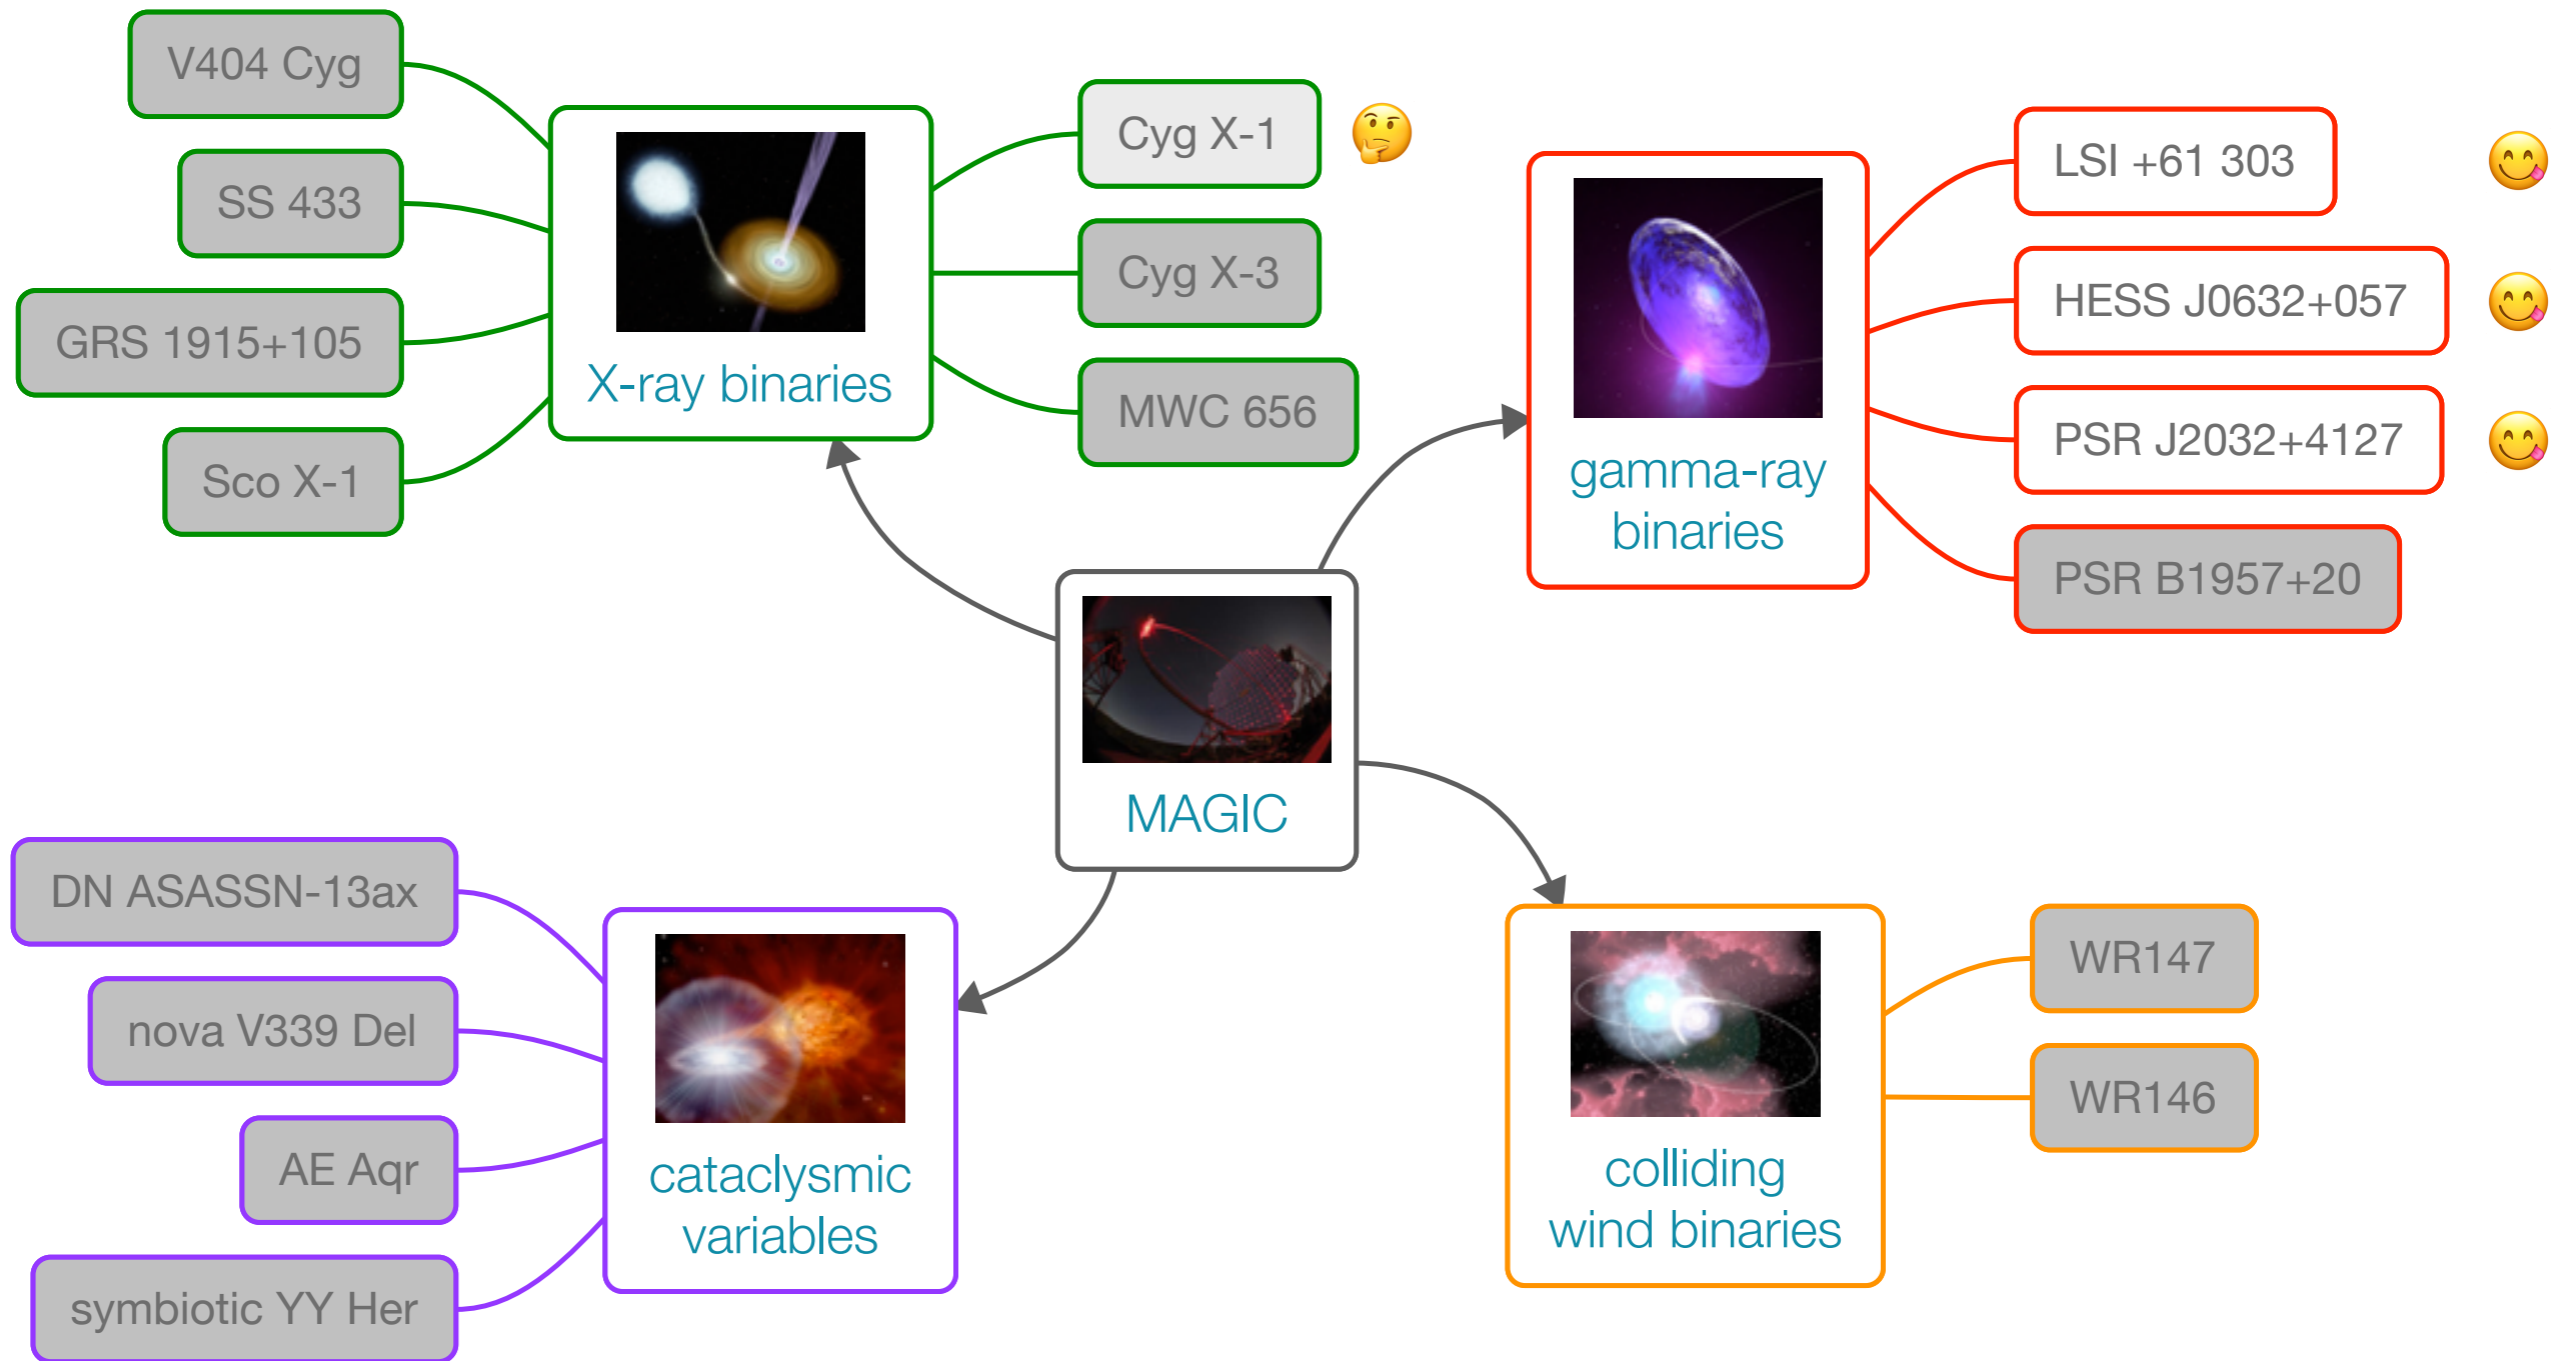 V404 Cyg
SS 433
GRS 1915+105
Sco X-1
X-ray binaries
Cyg X-1
Cyg X-3
MWC 656
gamma-ray
binaries
LSI +61 303
HESS J0632+057
PSR J2032+4127
PSR B1957+20
MAGIC
DN ASASSN-13ax
nova V339 Del
AE Aqr
symbiotic YY Her
cataclysmic
variables
colliding
wind binaries
WR147
WR146